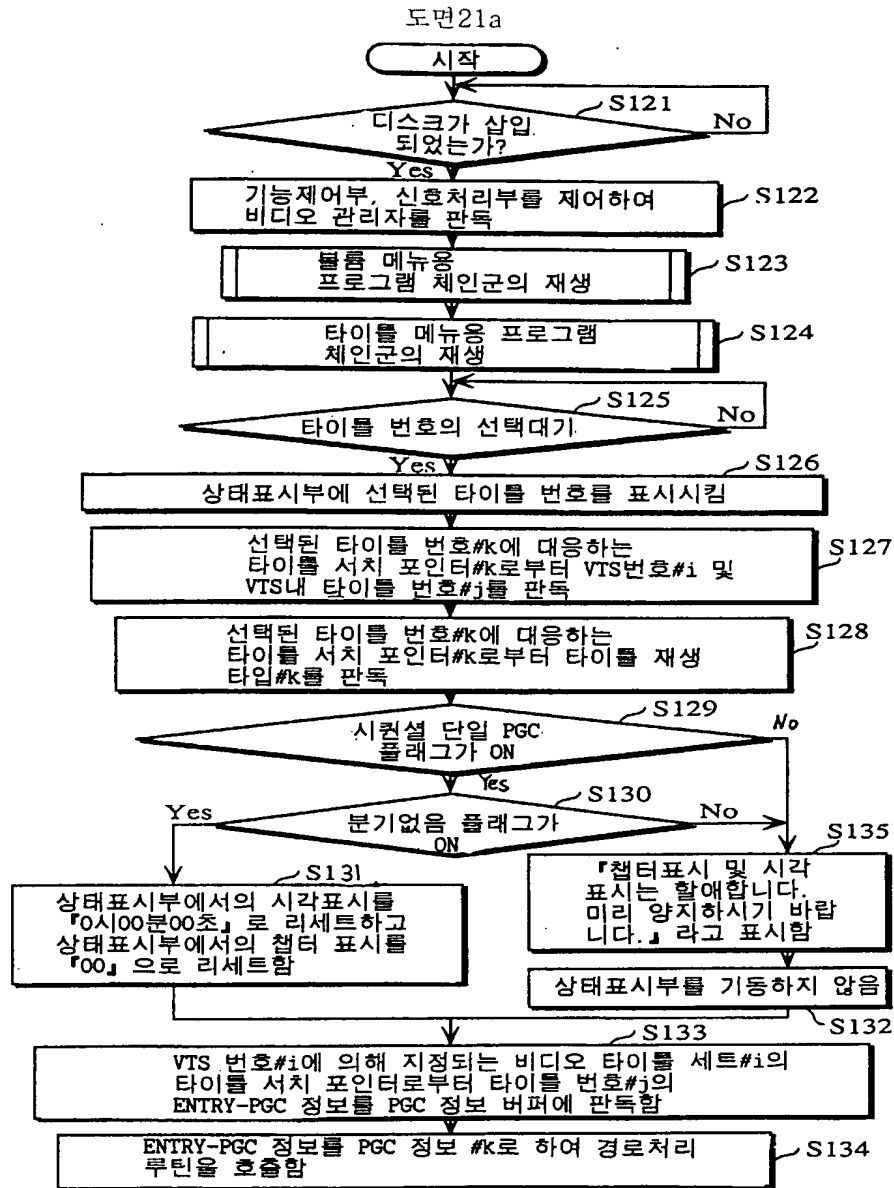 도면21a
시작
S121
디스크가 삽입
되었는가?
No
Yes
S122
기능제어부, 신호처리부를 제어하여
비디오 관리자를 판독
S123
볼륨 메뉴용
프로그램 체인군의 재생
S124
타이틀 메뉴용 프로그램
체인군의 재생
S125
No
타이틀 번호의 선택대기
Yes
S126
상태표시부에 선택된 타이틀 번호를 표시시킴
S127
선택된 타이틀 번호#k에 대응하는
타이틀 서치 포인터#k로부터 VTS번호#i 및
VTS내 타이틀 번호#j를 판독
S128
선택된 타이틀 번호#k에 대응하는
타이틀 서치 포인터#k로부터 타이틀 재생
타입#k를 판독
S129
시퀀셜 단일 PGC
플래그가 ON
No
Yes
S130
Yes
분기없음 플래그가
ON
No
S131
상태표시부에서의 시각표시를
『0시00분00초』로 리세트하고
상태표시부에서의 챕터 표시를
『00』으로 리세트함
S135
『챕터표시 및 시각
표시는 할애합니다.
미리 양지하시기 바랍
니다.』라고 표시함
상태표시부를 기동하지 않음
S132
S133
VTS 번호#i에 의해 지정되는 비디오 타이틀 세트#i의
타이틀 서치 포인터로부터 타이틀 번호#j의
ENTRY-PGC 정보를 PGC 정보 버퍼에 판독함
S134
ENTRY-PGC 정보를 PGC 정보 #k로 하여 경로처리
루틴을 호출함